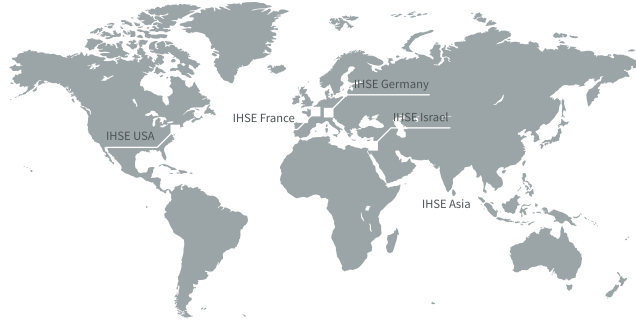 IHSE Germany
IHSE France
IHSE Israel
IHSE USA
IHSE Asia